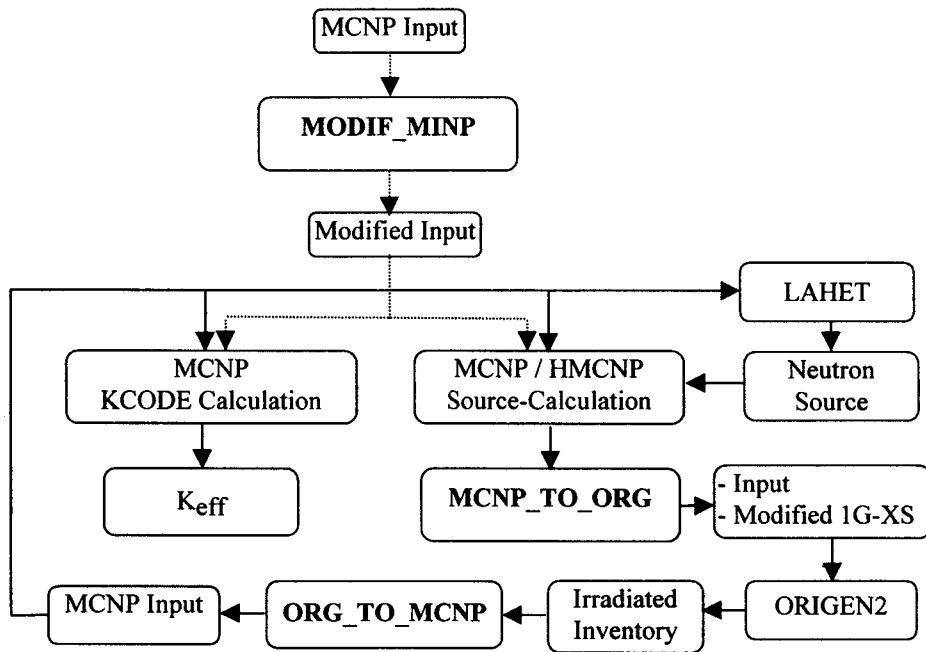 MCNP Input
MODIF_MINP
Modified Input
LAHET
MCNP
KCODE Calculation
MCNP / HMCNP
Source-Calculation
Neutron
Source
Keff
MCNP_TO_ORG
- Input
- Modified 1G-XS
MCNP Input
ORG_TO_MCNP
Irradiated
Inventory
ORIGEN2